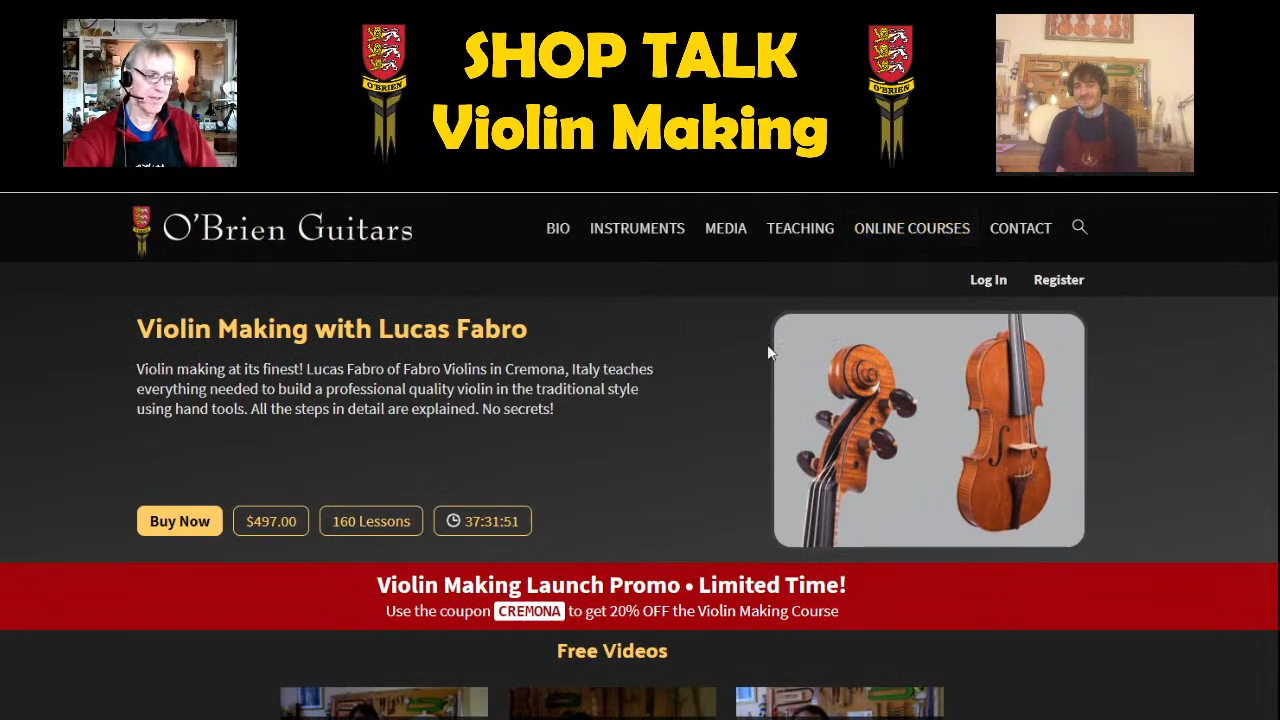 SHOP TALK
Violin Making
O'BRIEN
O'BRIEN
O'Brien Guitars
BIO INSTRUMENTS MEDIA TEACHING ONLINE COURSES CONTACT
Log In Register
Violin Making with Lucas Fabro
Violin making at its finest! Lucas Fabro of Fabro Violins in Cremona, Italy teaches
everything needed to build a professional quality violin in the traditional style
using hand tools. All the steps in detail are explained. No secrets!
Buy Now $497.00 160 Lessons 37:31:51
Violin Making Launch Promo • Limited Time!
Use the coupon CREMONA to get 20% OFF the Violin Making Course
Free Videos